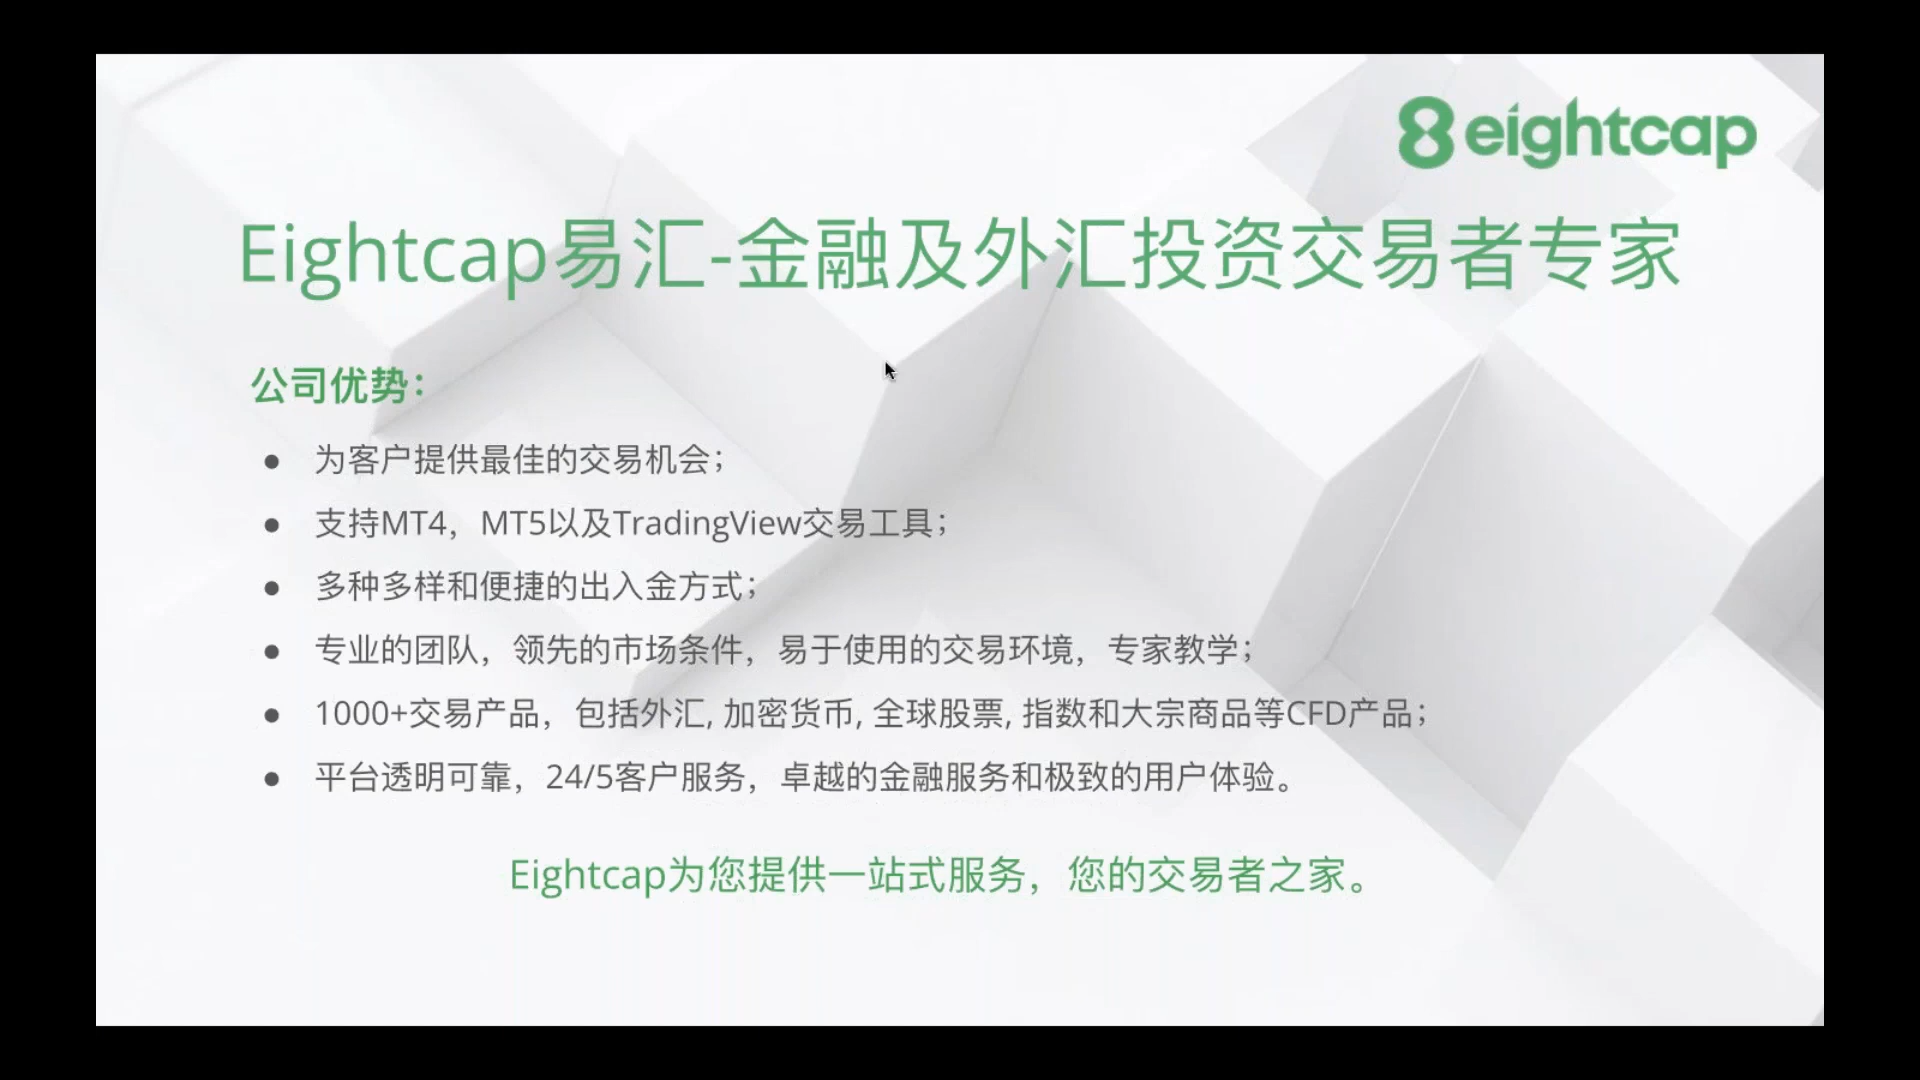 8 eightcap
Eightcap易汇-金融及外汇投资交易者专家
公司优势：
● 为客户提供最佳的交易机会；
● 支持MT4，MT5以及TradingView交易工具；
● 多种多样和便捷的出入金方式；
● 专业的团队，领先的市场条件，易于使用的交易环境，专家教学；
● 1000+交易产品，包括外汇, 加密货币, 全球股票, 指数和大宗商品等CFD产品；
● 平台透明可靠，24/5客户服务，卓越的金融服务和极致的用户体验。
Eightcap为您提供一站式服务，您的交易者之家。